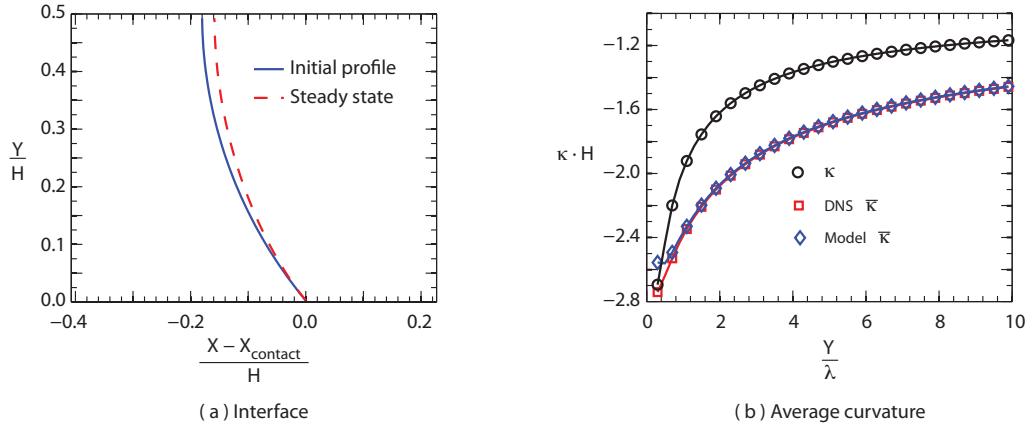 0.5
0.4
0.3
0.2
0.1
0.0
Y
H
Initial profile
Steady state
−0.4
−0.2
0.0
0.2
X − Xcontact
H
( a ) Interface
−1.2
−1.6
−2.0
−2.4
−2.8
κ · H
κ
DNS κ̅
Model κ̅
0
2
4
6
8
10
Y
λ
( b ) Average curvature